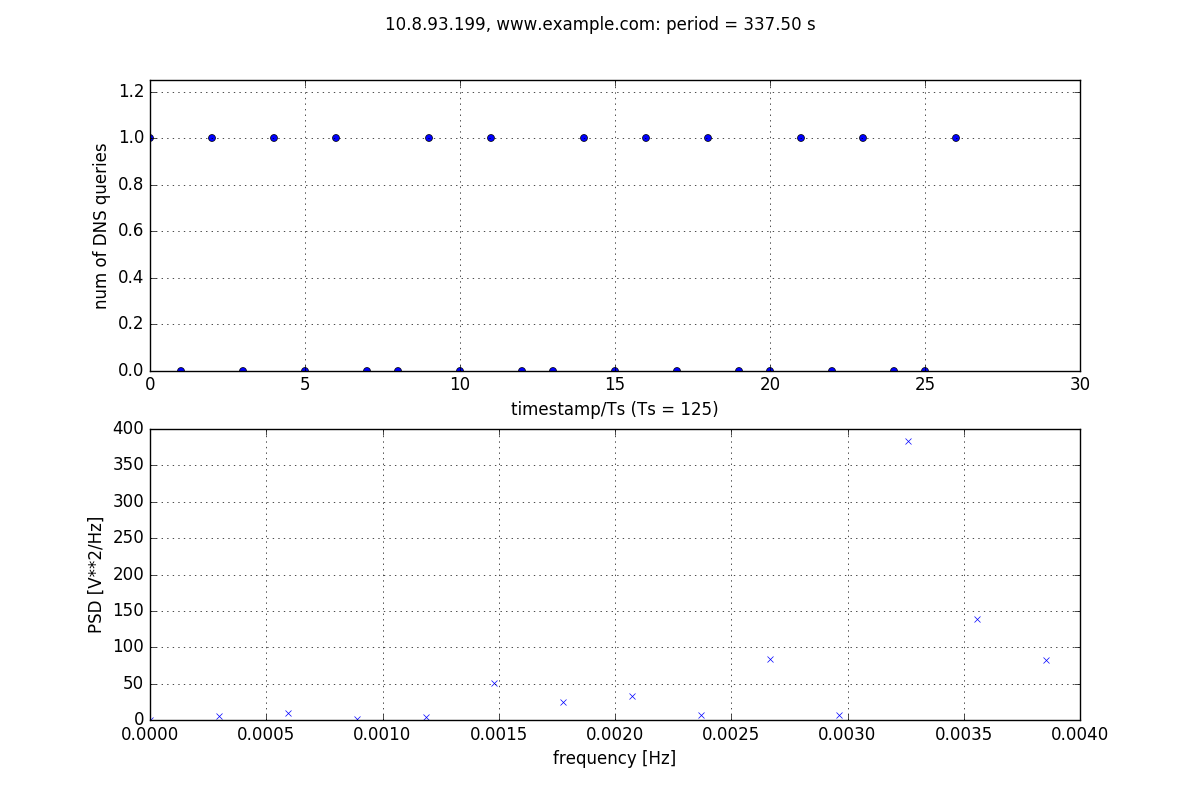 10.8.93.199, www.example.com: period = 337.50 s
1.2
1.0
0.8
0.6
0.4
0.2
0.0
num of DNS queries
0 5 10 15 20 25 30
timestamp/Ts (Ts = 125)
400
350
300
250
200
150
100
50
0
PSD [V**2/Hz]
0.0000 0.0005 0.0010 0.0015 0.0020 0.0025 0.0030 0.0035 0.0040
frequency [Hz]